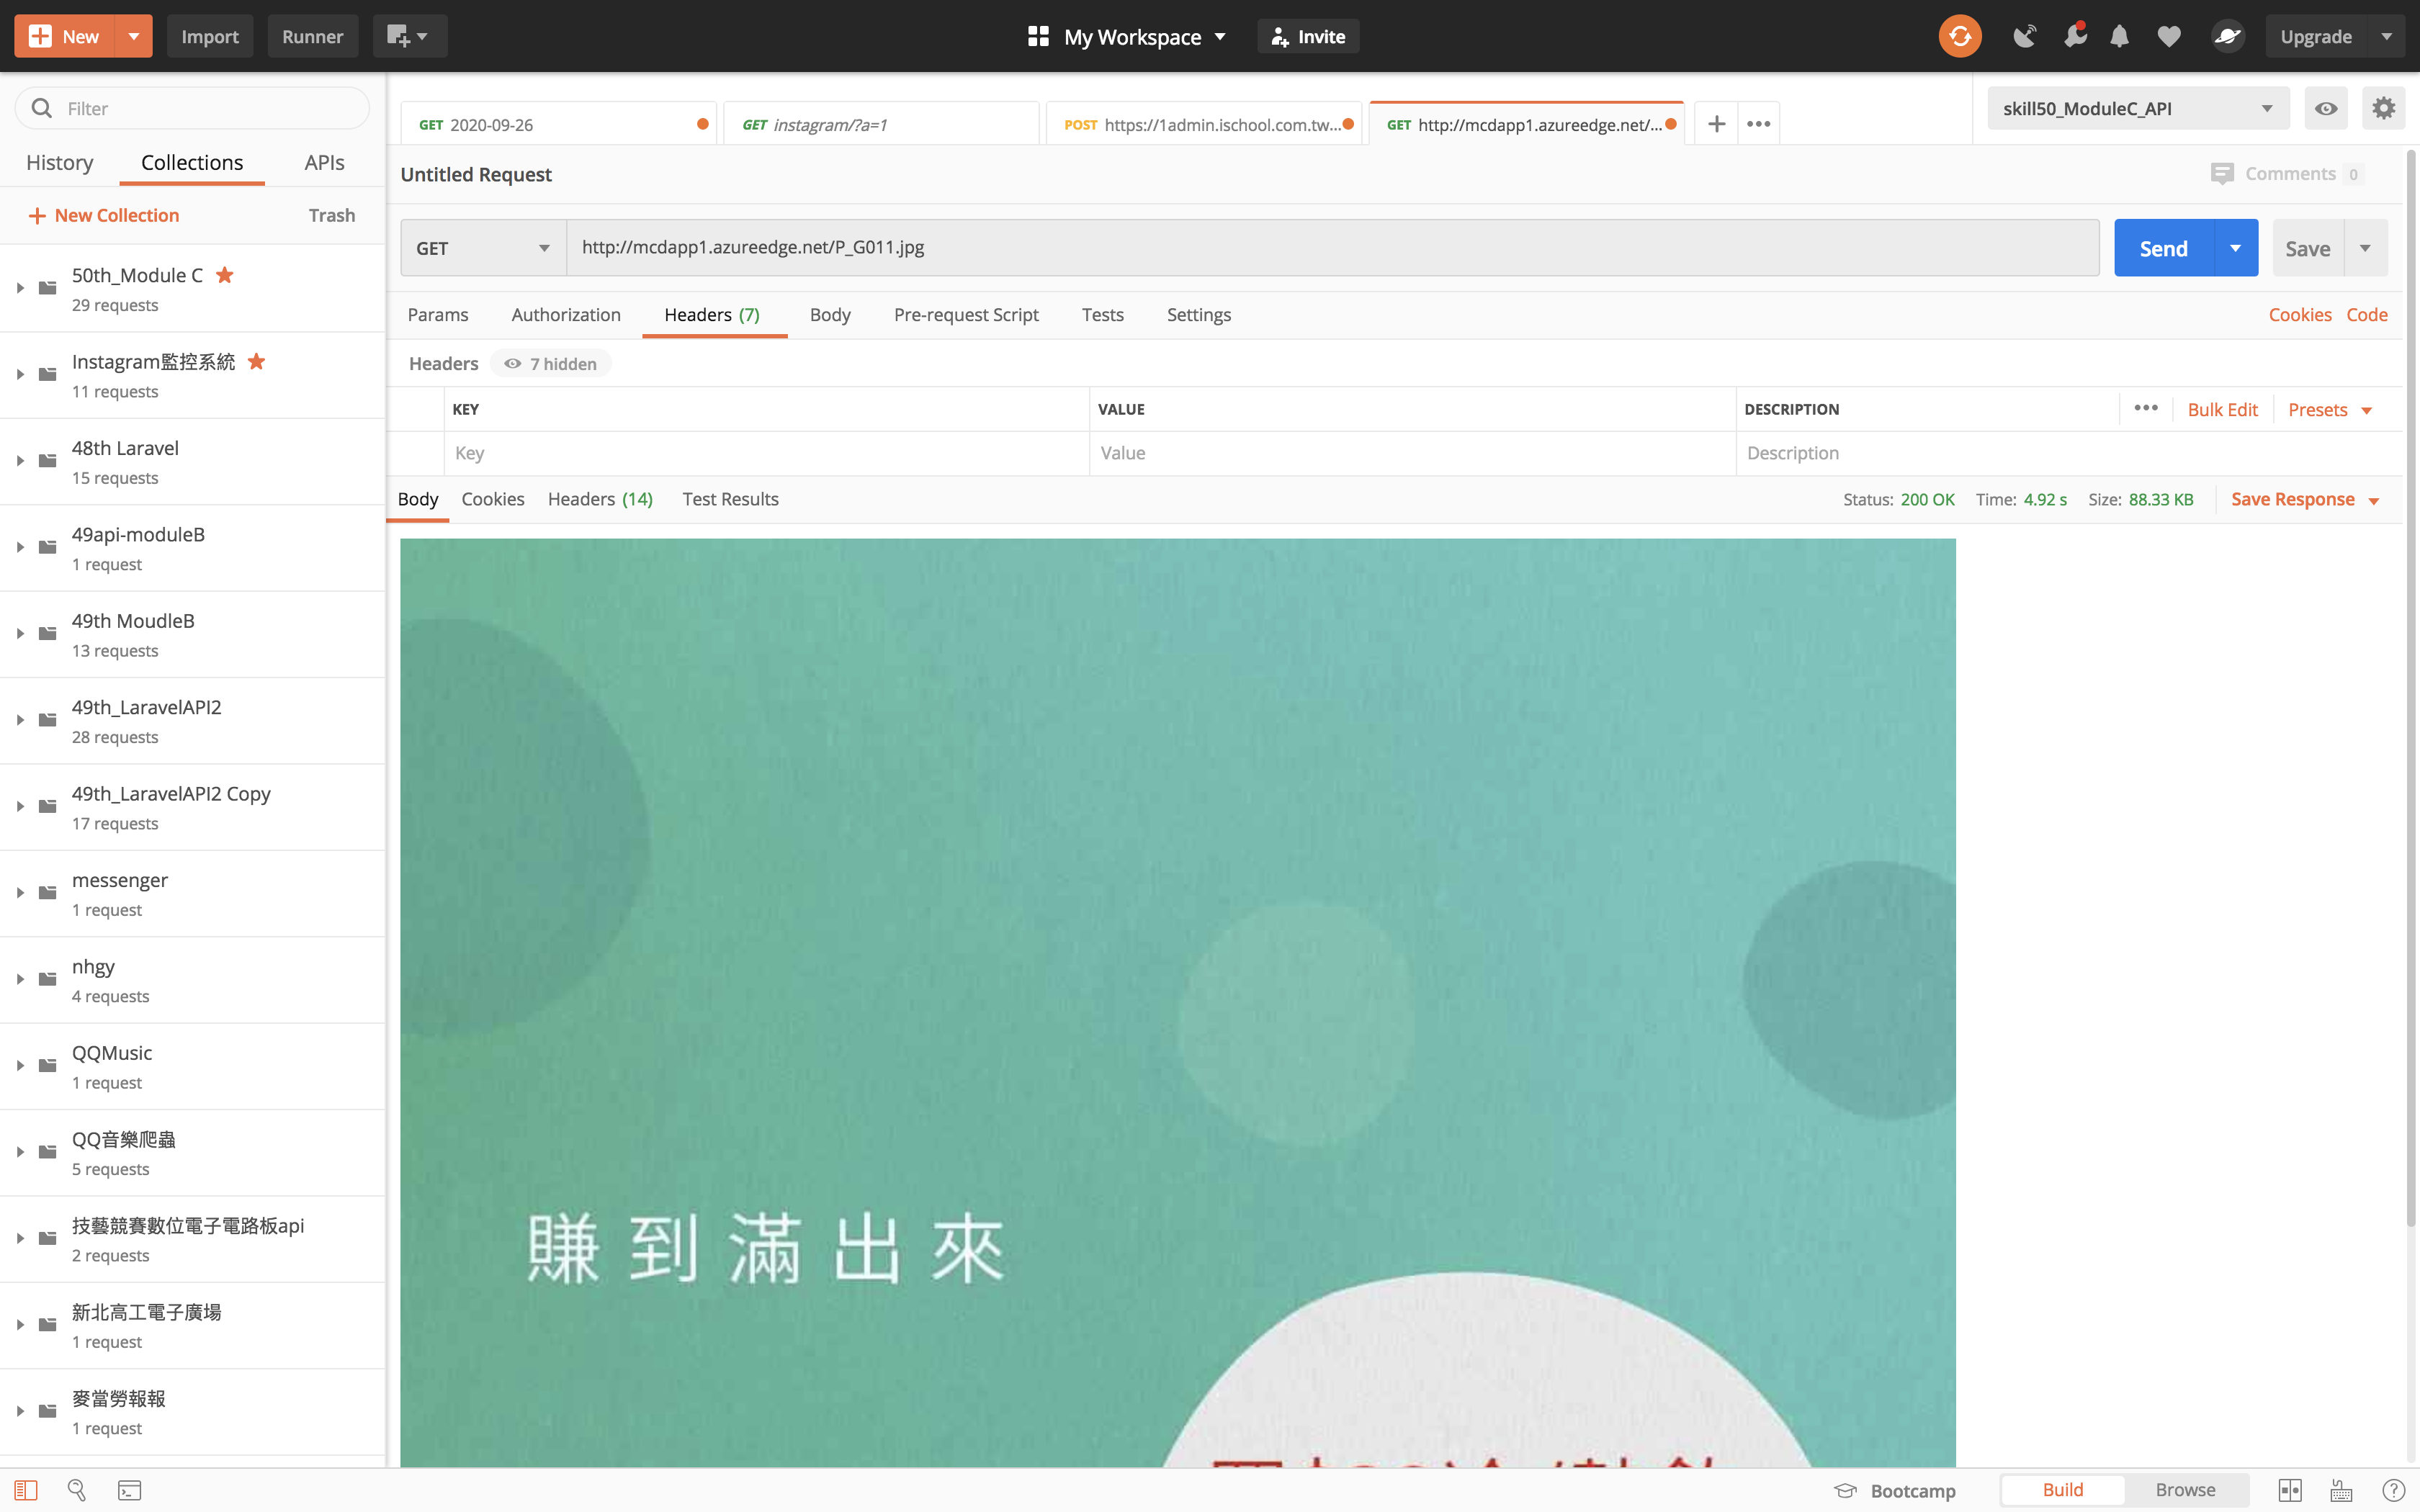 New
Import
Runner
My Workspace
Invite
Upgrade
Filter
History
Collections
APIs
New Collection
Trash
50th_Module C
29 requests
Instagram監控系統
11 requests
48th Laravel
15 requests
49api-moduleB
1 request
49th MoudleB
13 requests
49th_LaravelAPI2
28 requests
49th_LaravelAPI2 Copy
17 requests
messenger
1 request
nhgy
4 requests
QQMusic
1 request
QQ音樂爬蟲
5 requests
技藝競賽數位電子電路板api
2 requests
新北高工電子廣場
1 request
麥當勞報報
1 request
GET 2020-09-26
GET instagram/?a=1
POST https://1admin.ischool.com.tw...
GET http://mcdapp1.azureedge.net/...
skill50_ModuleC_API
Untitled Request
Comments 0
GET
http://mcdapp1.azureedge.net/P_G011.jpg
Send
Save
Params
Authorization
Headers (7)
Body
Pre-request Script
Tests
Settings
Cookies
Code
Headers
7 hidden
KEY
VALUE
DESCRIPTION
Bulk Edit
Presets
Key
Value
Description
Body
Cookies
Headers (14)
Test Results
Status: 200 OK
Time: 4.92 s
Size: 88.33 KB
Save Response
賺到滿出來
Bootcamp
Build
Browse